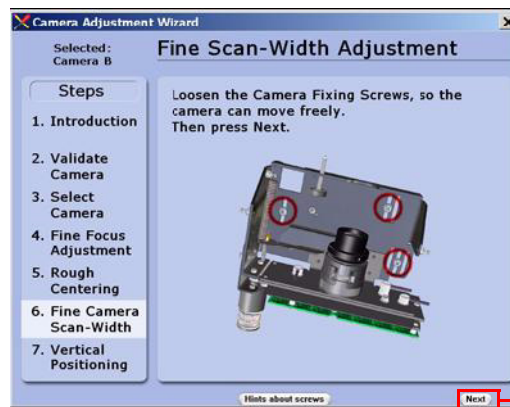 Camera Adjustment Wizard
Selected:
Camera B
Fine Scan-Width Adjustment
Steps
1. Introduction
2. Validate
Camera
3. Select
Camera
4. Fine Focus
Adjustment
5. Rough
Centering
6. Fine Camera
Scan-Width
7. Vertical
Positioning
Loosen the Camera Fixing Screws, so the
camera can move freely.
Then press Next.
Hints about screws
Next